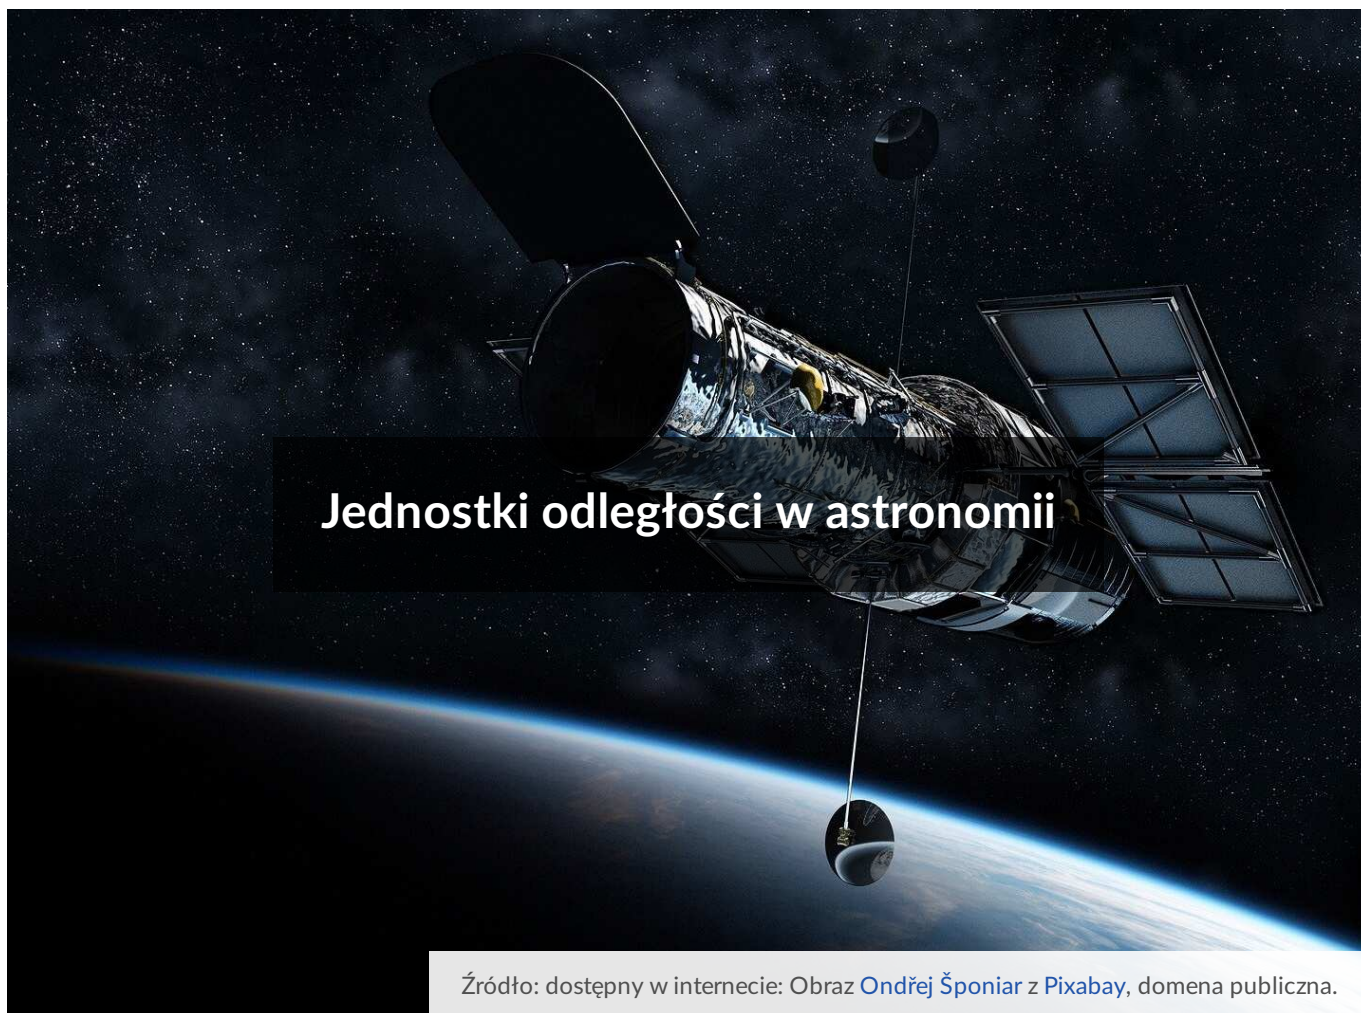 Jednostki odległości w astronomii
Źródło: dostępny w internecie: Obraz Ondřej Šponiar z Pixabay, domena publiczna.